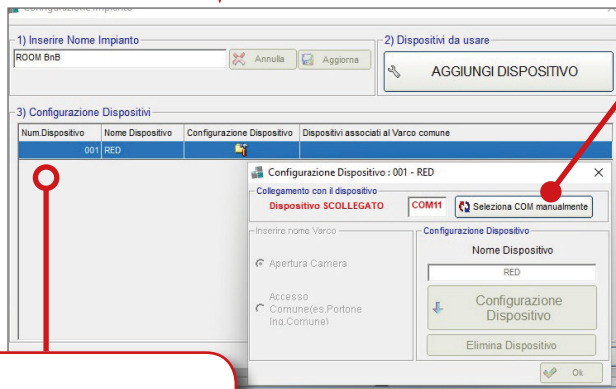 Configurazione Impianto
1) Inserire Nome Impianto
ROOM BnB
Annulla
Aggiorna
2) Dispositivi da usare
AGGIUNGI DISPOSITIVO
3) Configurazione Dispositivi
Num.Dispositivo Nome Dispositivo Configurazione Dispositivo Dispositivi associati al Varco comune
001 RED
Configurazione Dispositivo : 001 - RED
Collegamento con il dispositivo
Dispositivo SCOLLEGATO
COM11
Seleziona COM manualmente
Inserire nome Varco
Apertura Camera
Accesso
Comune(es.Portone
Ing.Comune)
Configurazione Dispositivo
Nome Dispositivo
RED
Configurazione
Dispositivo
Elimina Dispositivo
Ok